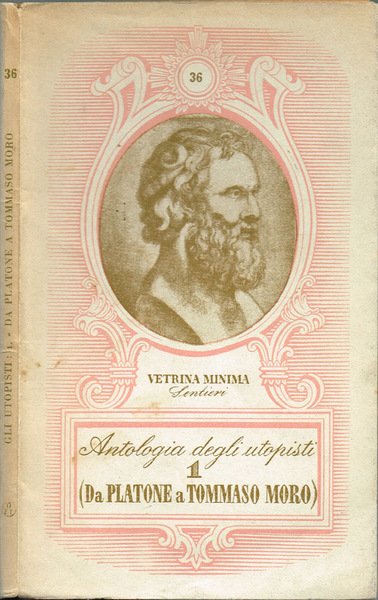 36
GLI UTOPISTI: 1. - DA PLATONE A TOMMASO MORO
36
VETRINA MINIMA
Sentieri
Antologia degli utopisti
1
(Da PLATONE a TOMMASO MORO)